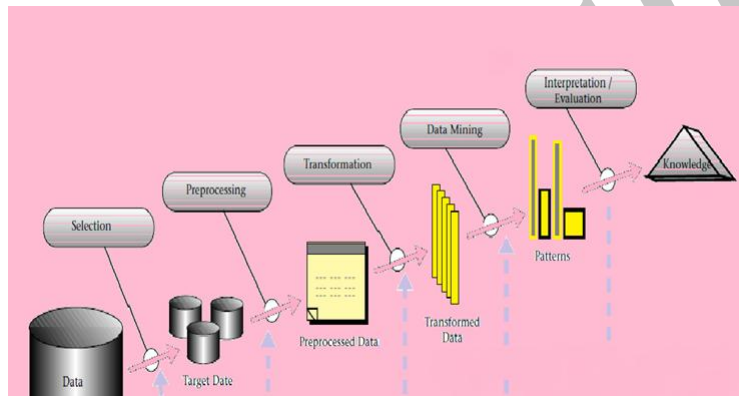 Interpretation /
Evaluation
Data Mining
Knowledge
Transformation
Preprocessing
Selection
Patterns
Transformed
Data
Preprocessed Data
Target Date
Data